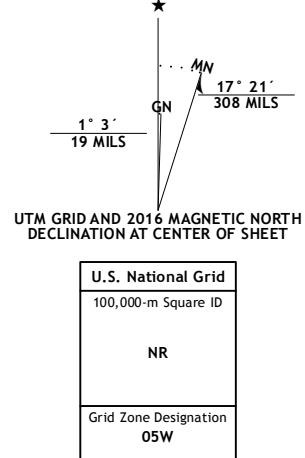 ★
MN
GN
17° 21´
308 MILS
1° 3´
19 MILS
UTM GRID AND 2016 MAGNETIC NORTH
DECLINATION AT CENTER OF SHEET
U.S. National Grid
100,000-m Square ID
NR
Grid Zone Designation
05W